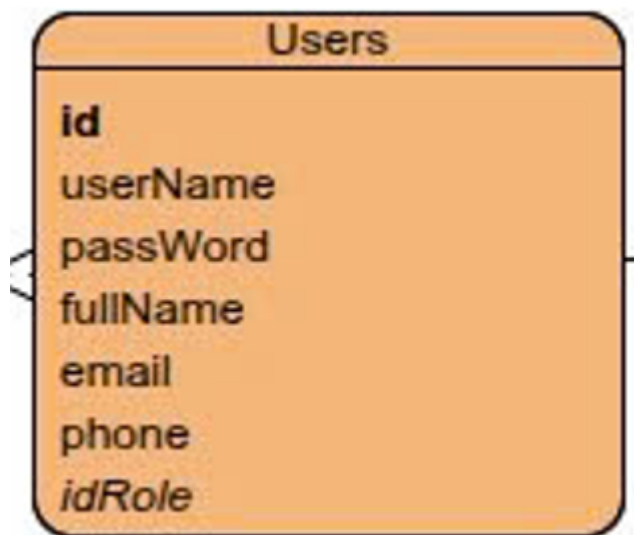 Users
id
userName
passWord
fullName
email
phone
idRole